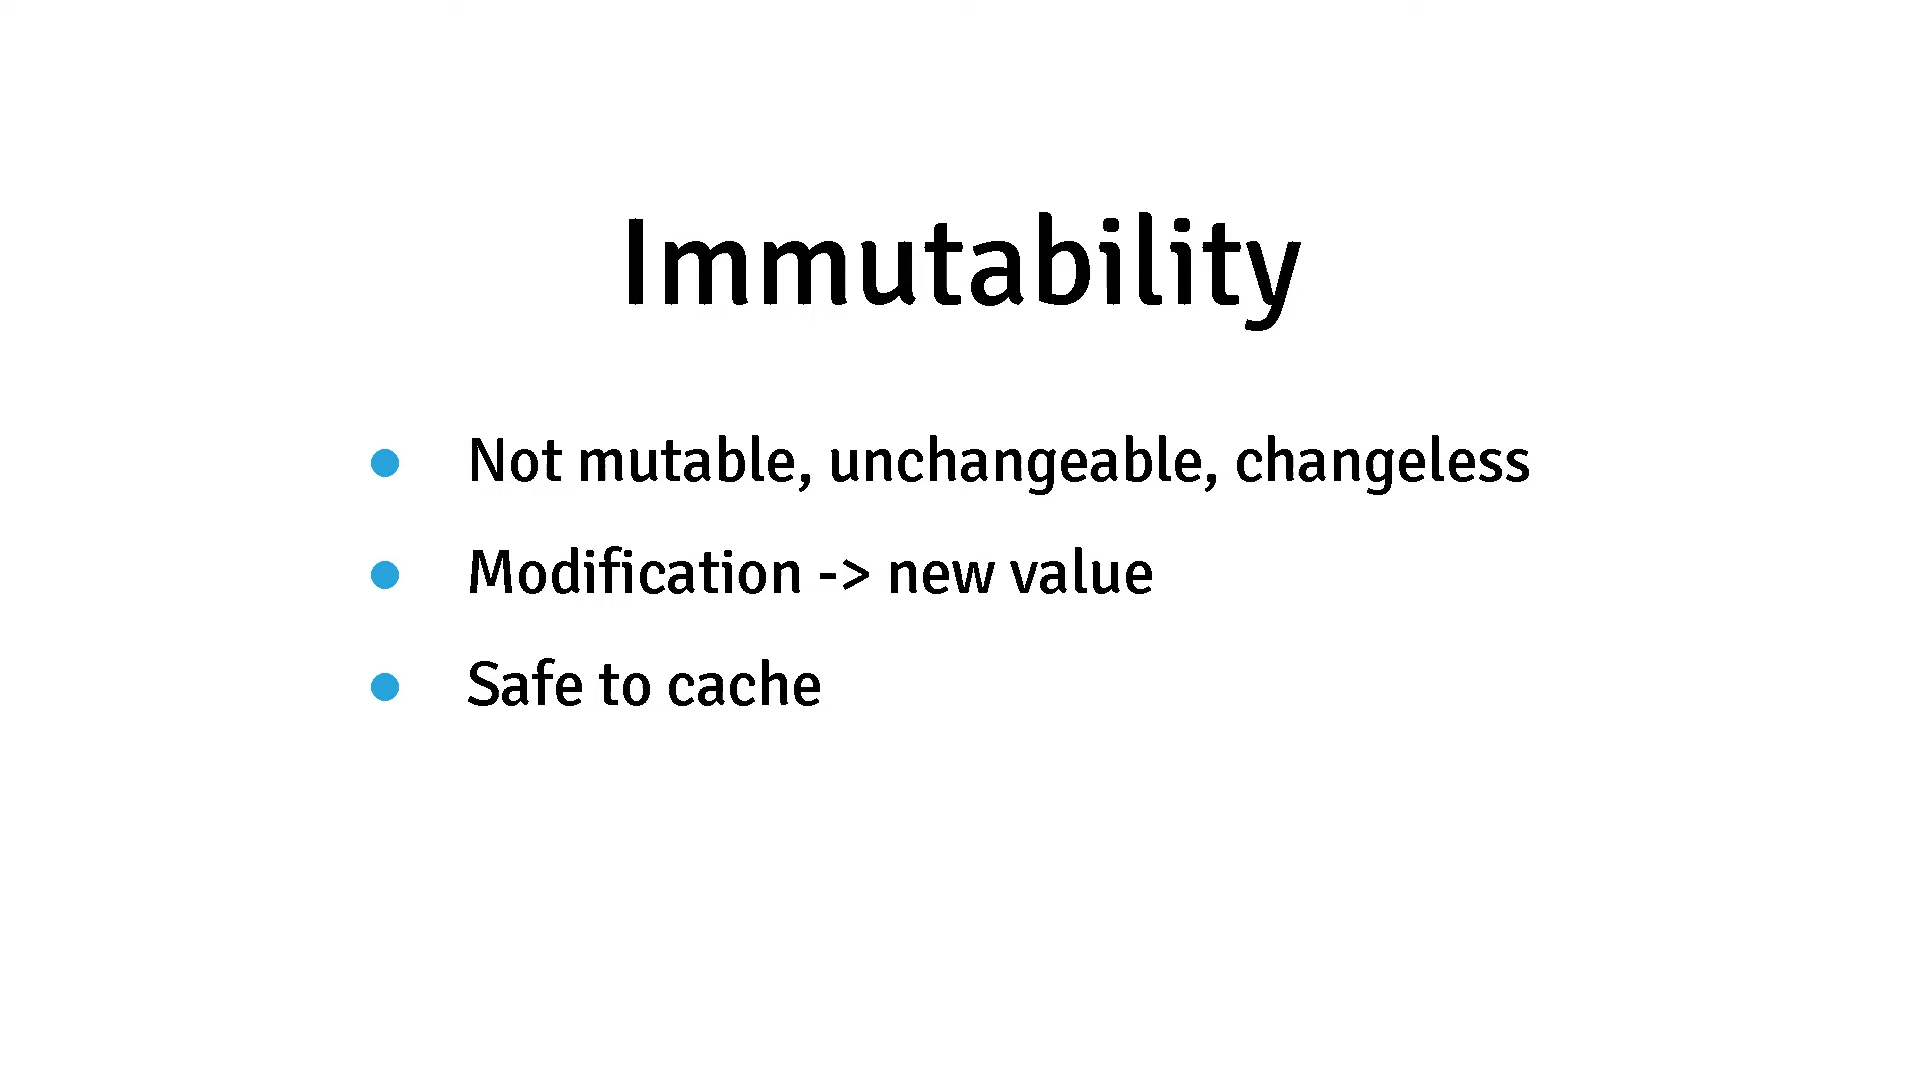 Immutability
Not mutable, unchangeable, changeless
Modification -> new value
Safe to cache